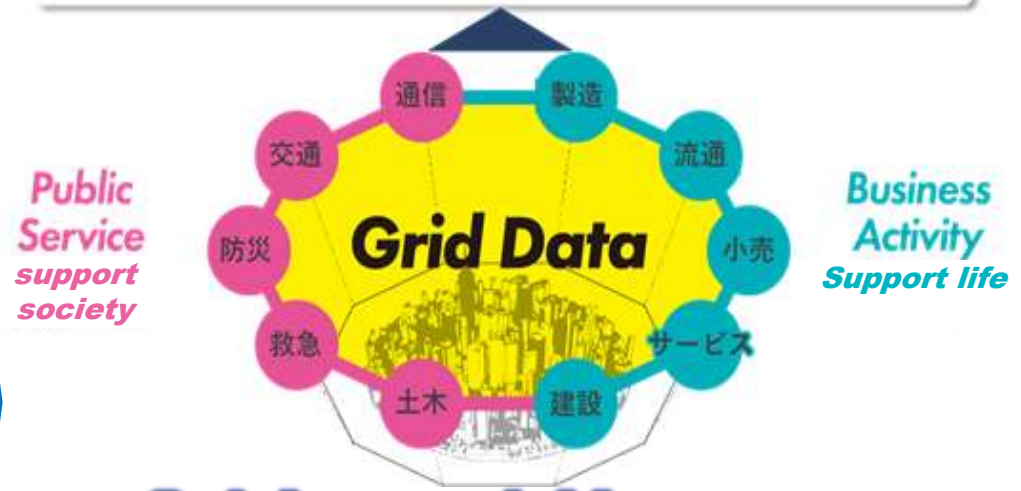 通信
製造
交通
流通
Public
Service
support
society
防災
Grid Data
小売
Business
Activity
Support life
救急
サービス
土木
建設